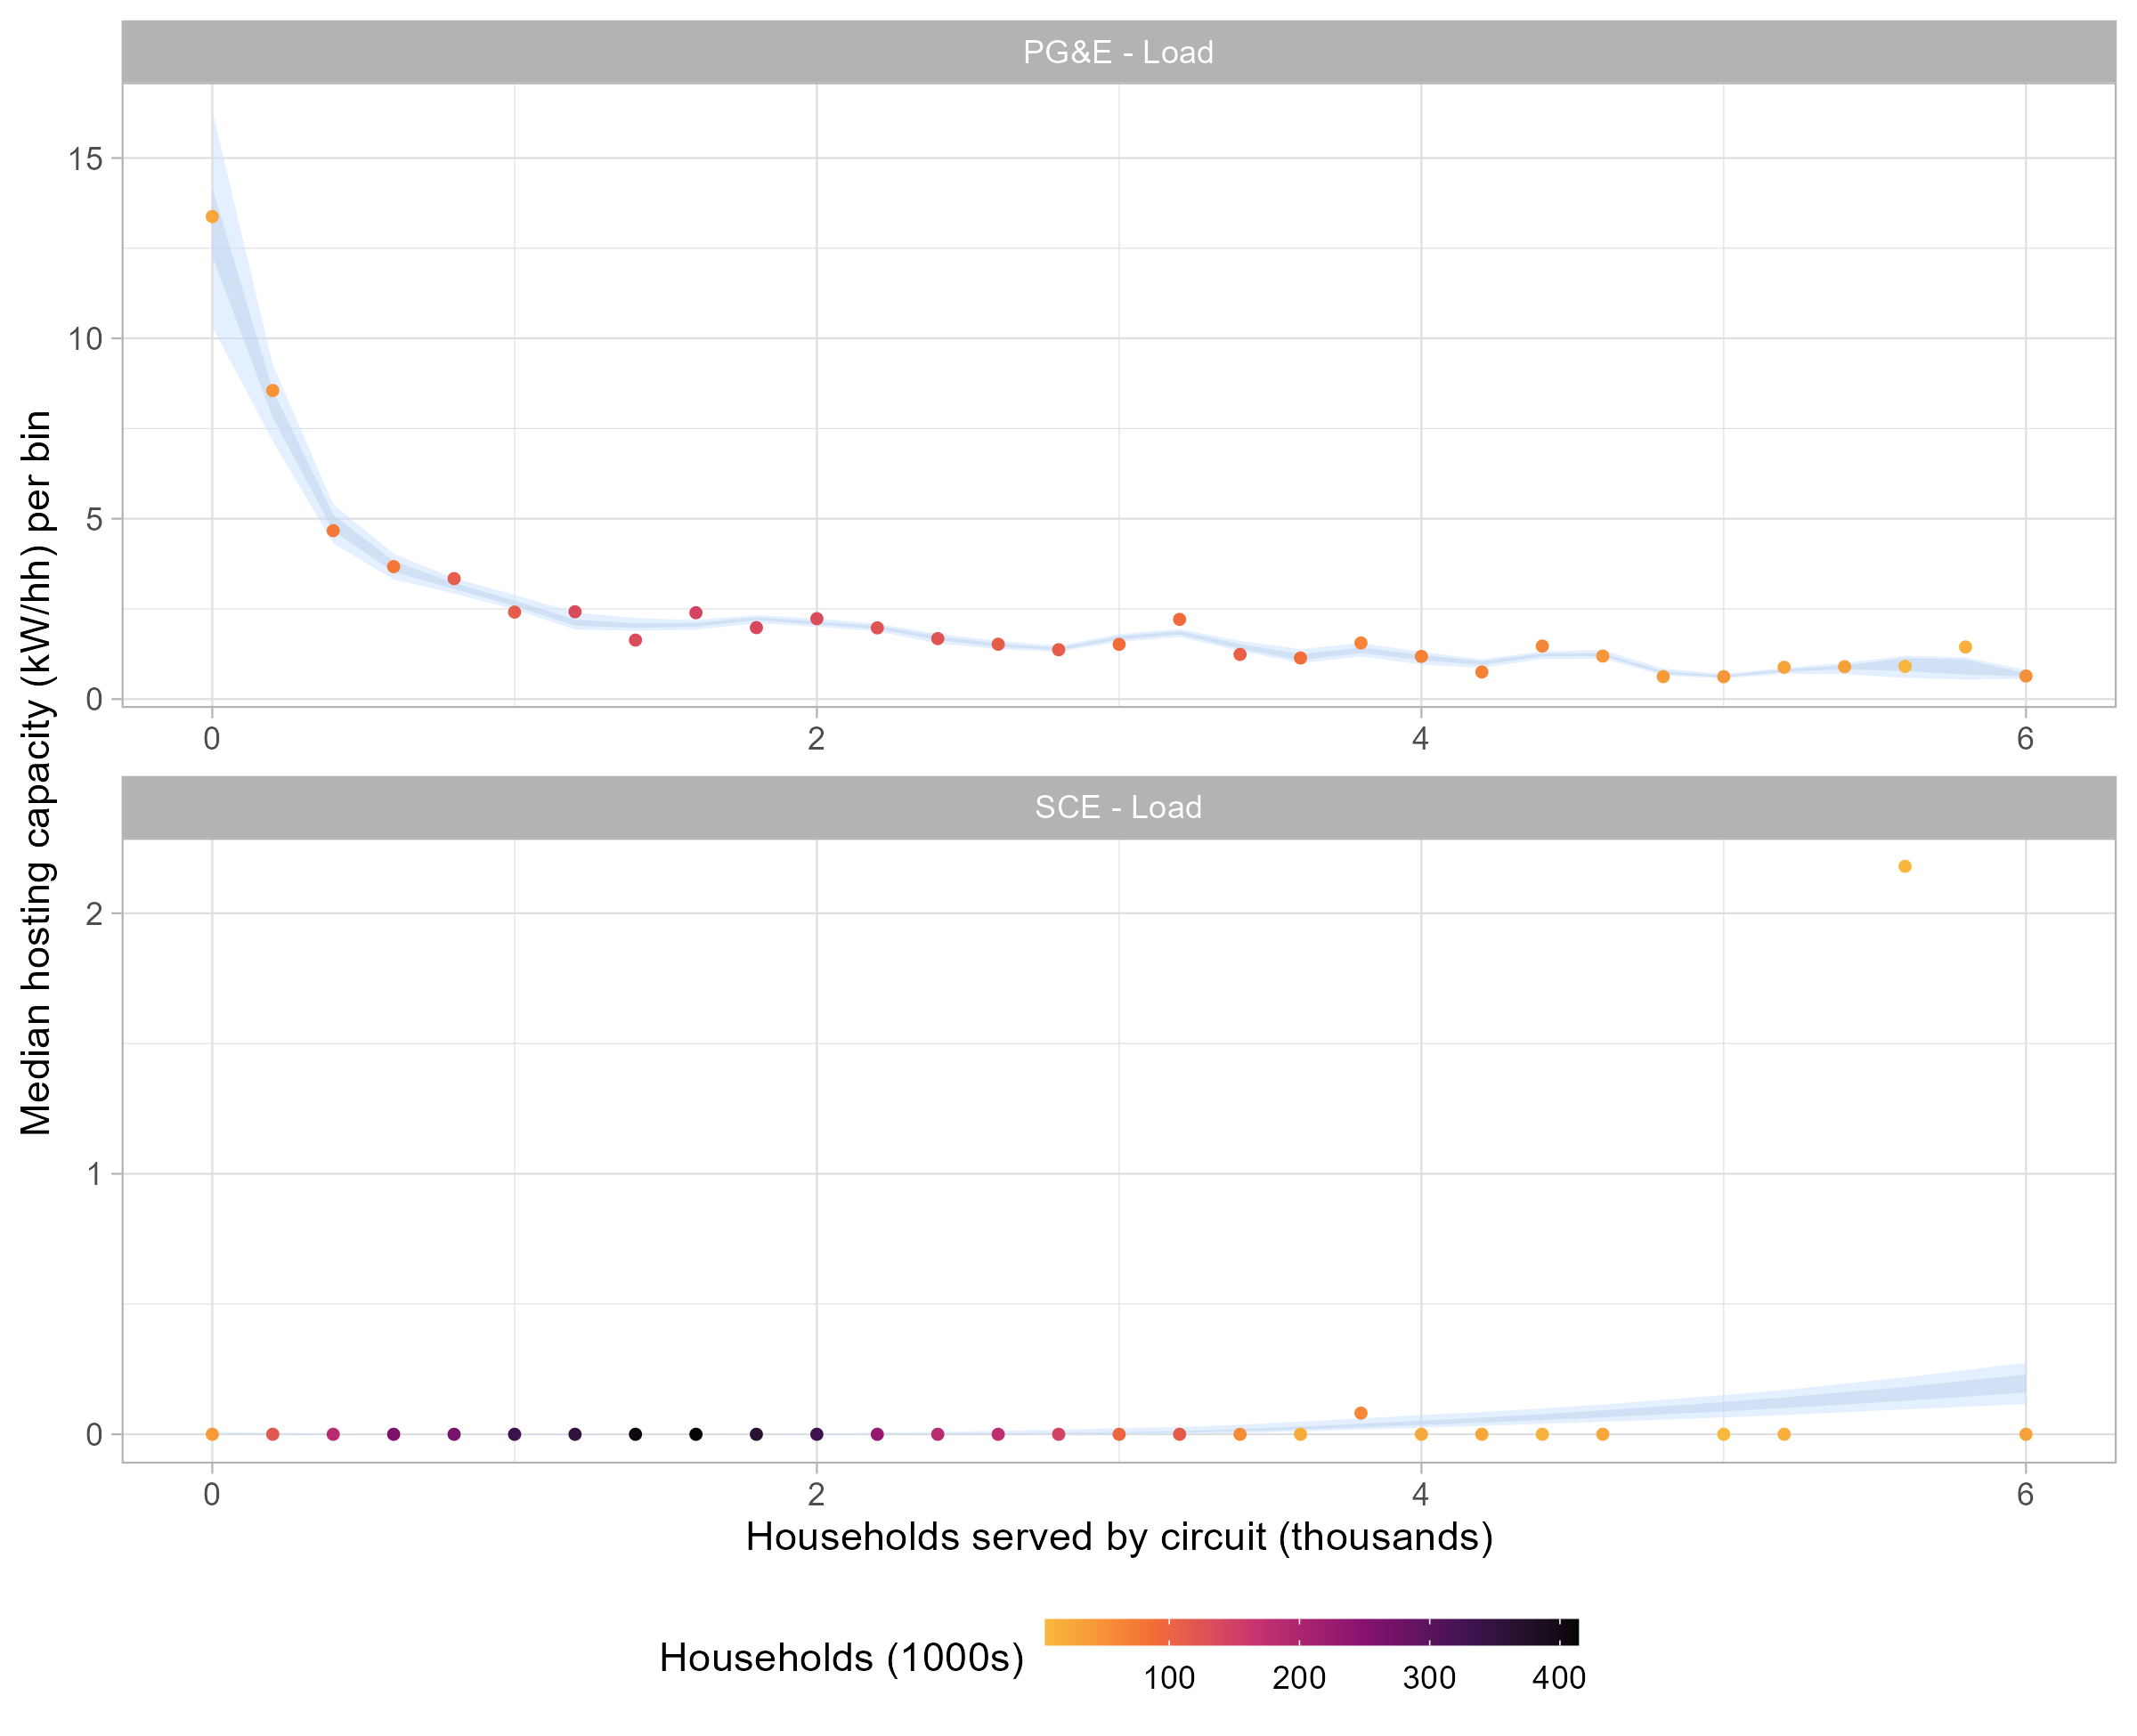 PG&E - Load
15
10
5
0
0 2 4 6
SCE - Load
2
1
0
0 2 4 6
Median hosting capacity (kW/hh) per bin
Households served by circuit (thousands)
Households (1000s)
100 200 300 400